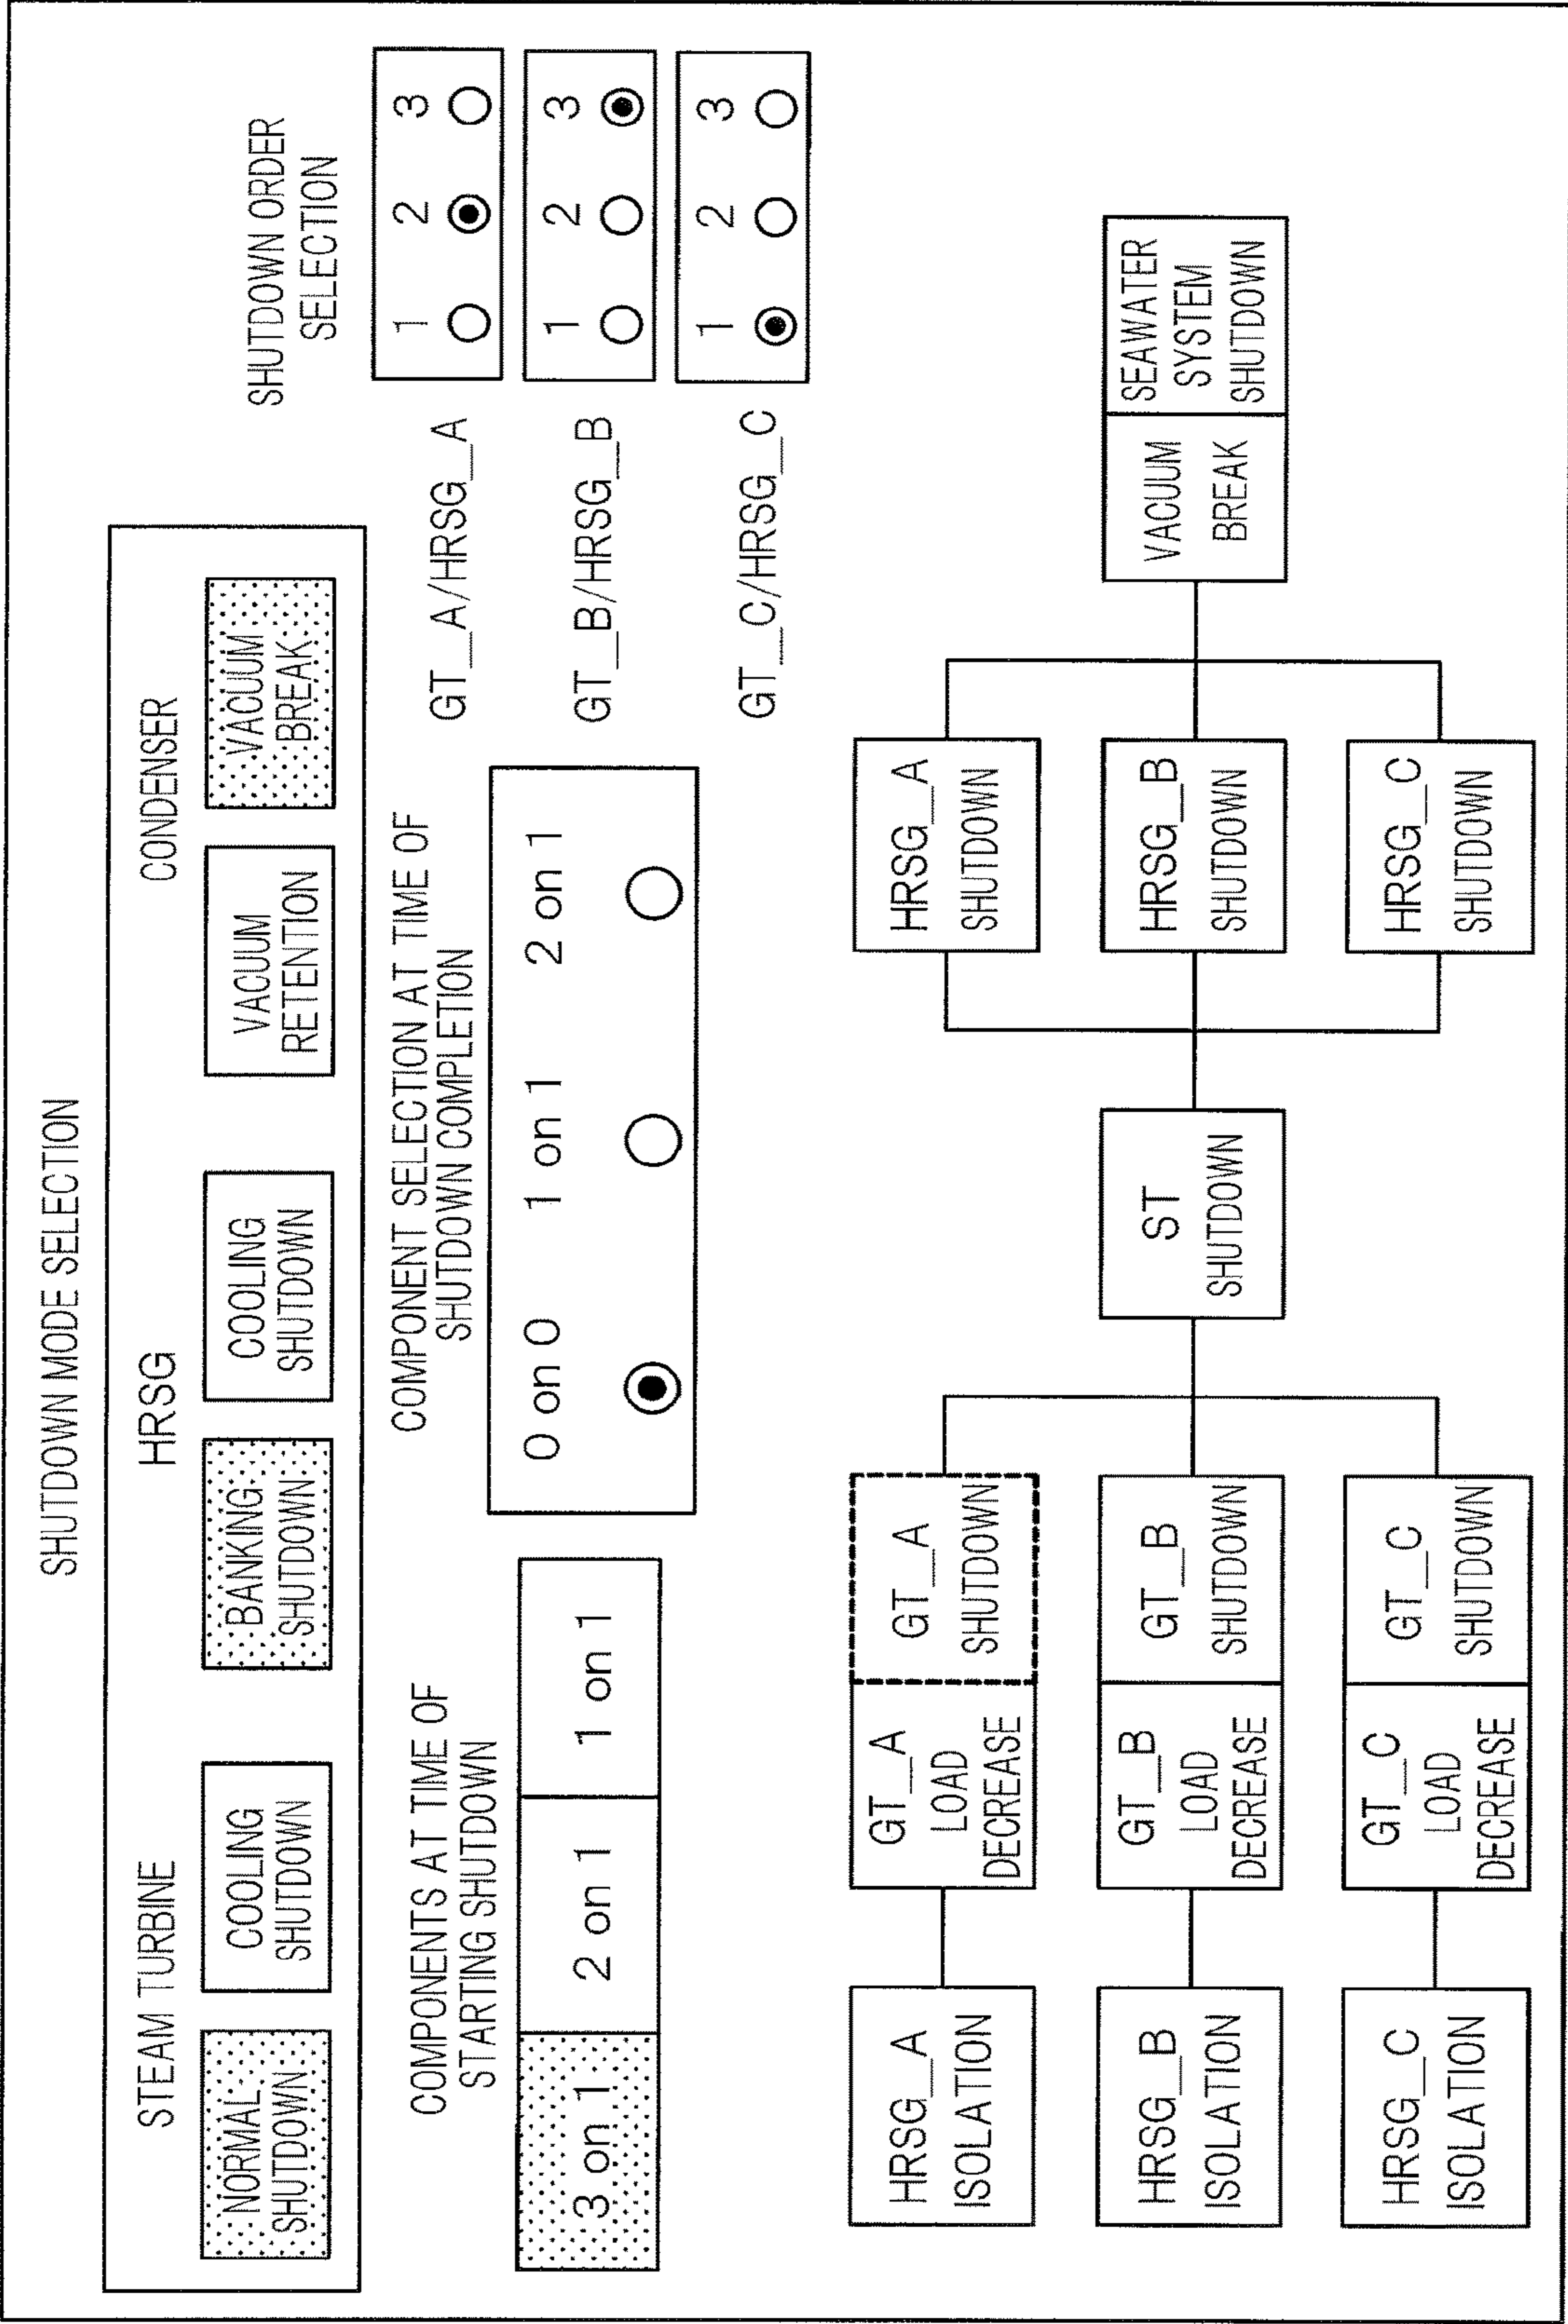 SHUTDOWN MODE SELECTION
STEAM TURBINE
NORMAL
SHUTDOWN
COOLING
SHUTDOWN
HRSG
BANKING
SHUTDOWN
COOLING
SHUTDOWN
CONDENSER
VACUUM
RETENTION
VACUUM
BREAK
COMPONENTS AT TIME OF
STARTING SHUTDOWN
3 on 1
2 on 1
1 on 1
COMPONENT SELECTION AT TIME OF
SHUTDOWN COMPLETION
0 on 0
1 on 1
2 on 1
SHUTDOWN ORDER
SELECTION
GT_A/HRSG_A
1 2 3
GT_B/HRSG_B
1 2 3
GT_C/HRSG_C
1 2 3
HRSG_A
ISOLATION
GT_A
LOAD
DECREASE
GT_A
SHUTDOWN
HRSG_B
ISOLATION
GT_B
LOAD
DECREASE
GT_B
SHUTDOWN
HRSG_C
ISOLATION
GT_C
LOAD
DECREASE
GT_C
SHUTDOWN
ST
SHUTDOWN
HRSG_A
SHUTDOWN
HRSG_B
SHUTDOWN
HRSG_C
SHUTDOWN
VACUUM
BREAK
SEAWATER
SYSTEM
SHUTDOWN